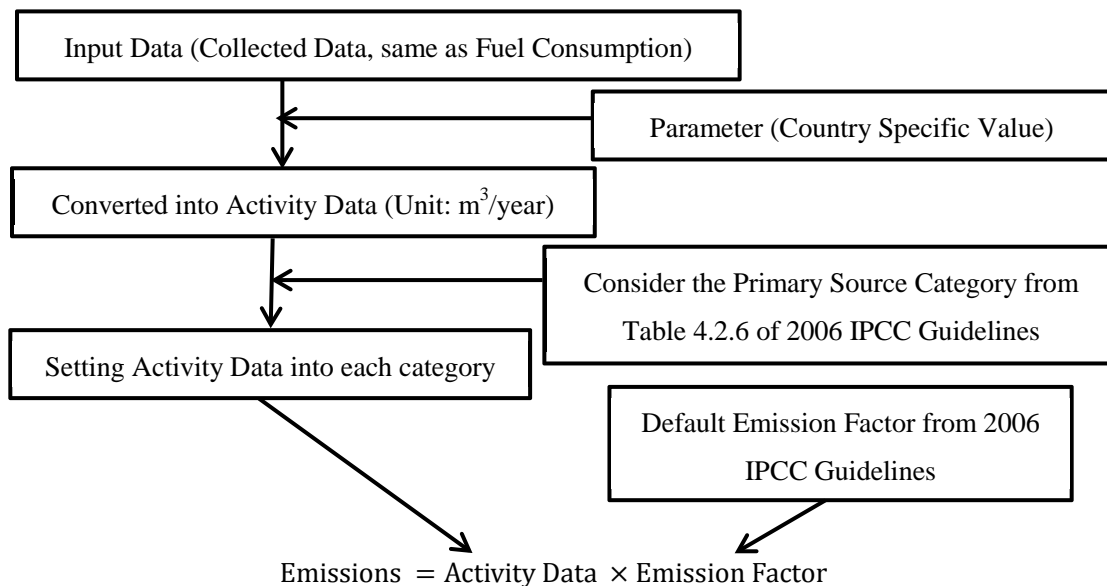 Input Data (Collected Data, same as Fuel Consumption)
Parameter (Country Specific Value)
Converted into Activity Data (Unit: m³/year)
Consider the Primary Source Category from
Table 4.2.6 of 2006 IPCC Guidelines
Setting Activity Data into each category
Default Emission Factor from 2006
IPCC Guidelines
Emissions = Activity Data × Emission Factor